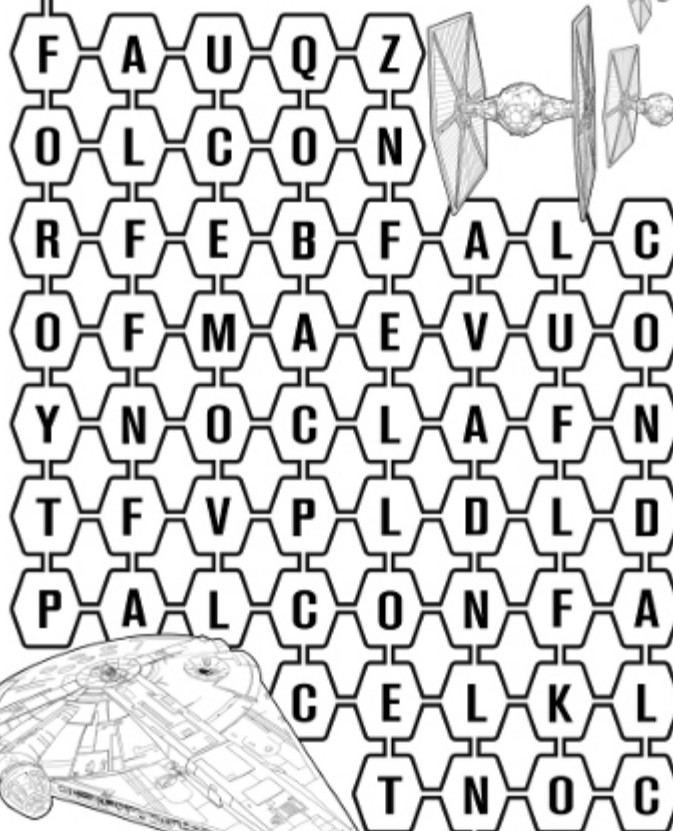 F A U Q Z
O L C O N
R F E B F A L C
O F M A E V U O
Y N O C L A F N
T F V P L D L D
P A L C O N F A
C E L K L
T N O C